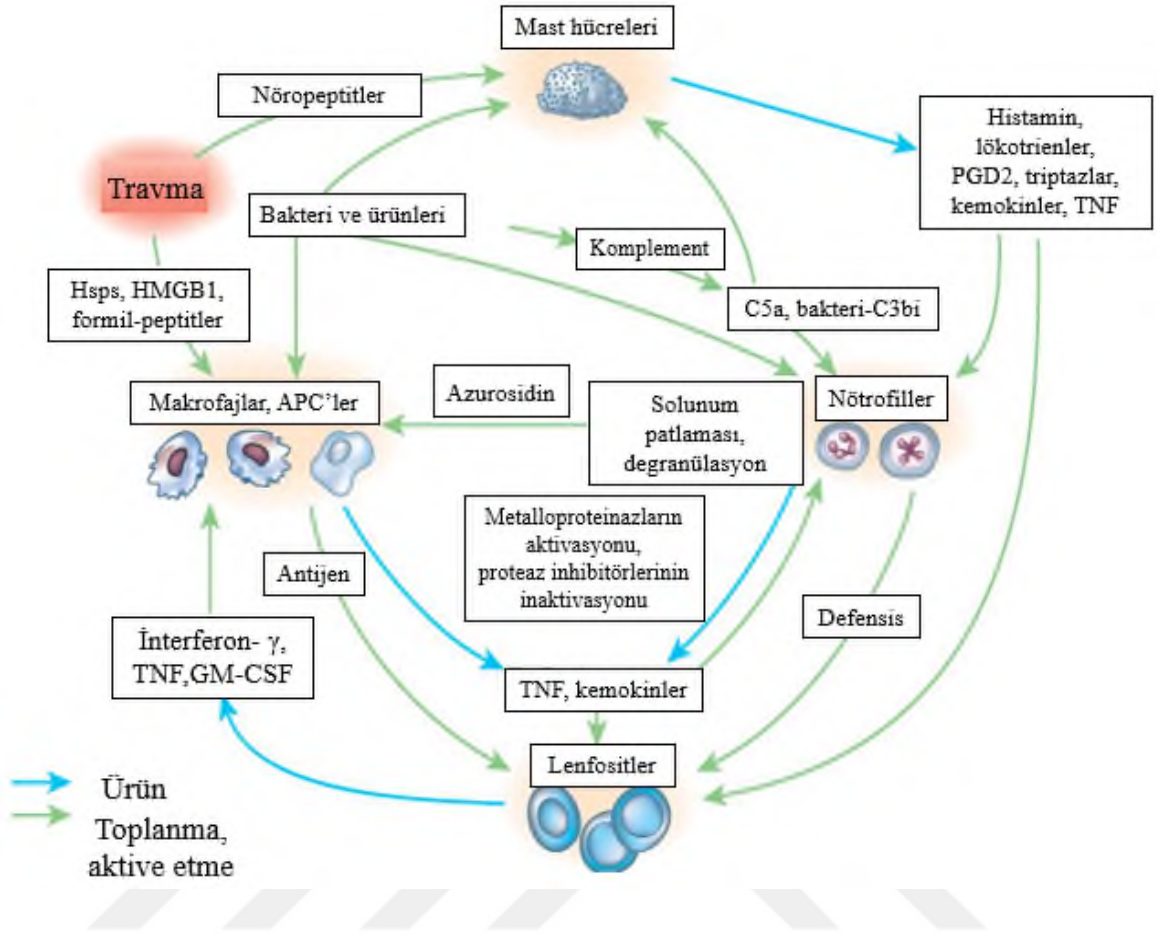 Mast hücreleri
Nöropeptitler
Histamin,
lökotrienler,
PGD2, triptazlar,
kemokinler, TNF
Travma
Bakteri ve ürünleri
Komplement
Hsps, HMGB1,
formil-peptitler
C5a, bakteri-C3bi
Makrofajlar, APC’ler
Azurosidin
Solunum
patlaması,
degranülasyon
Nötrofiller
Metalloproteinazların
aktivasyonu,
proteaz inhibitörlerinin
inaktivasyonu
Antijen
Defensis
İnterferon- γ,
TNF,GM-CSF
TNF, kemokinler
Lenfositler
Ürün
Toplanma,
aktive etme